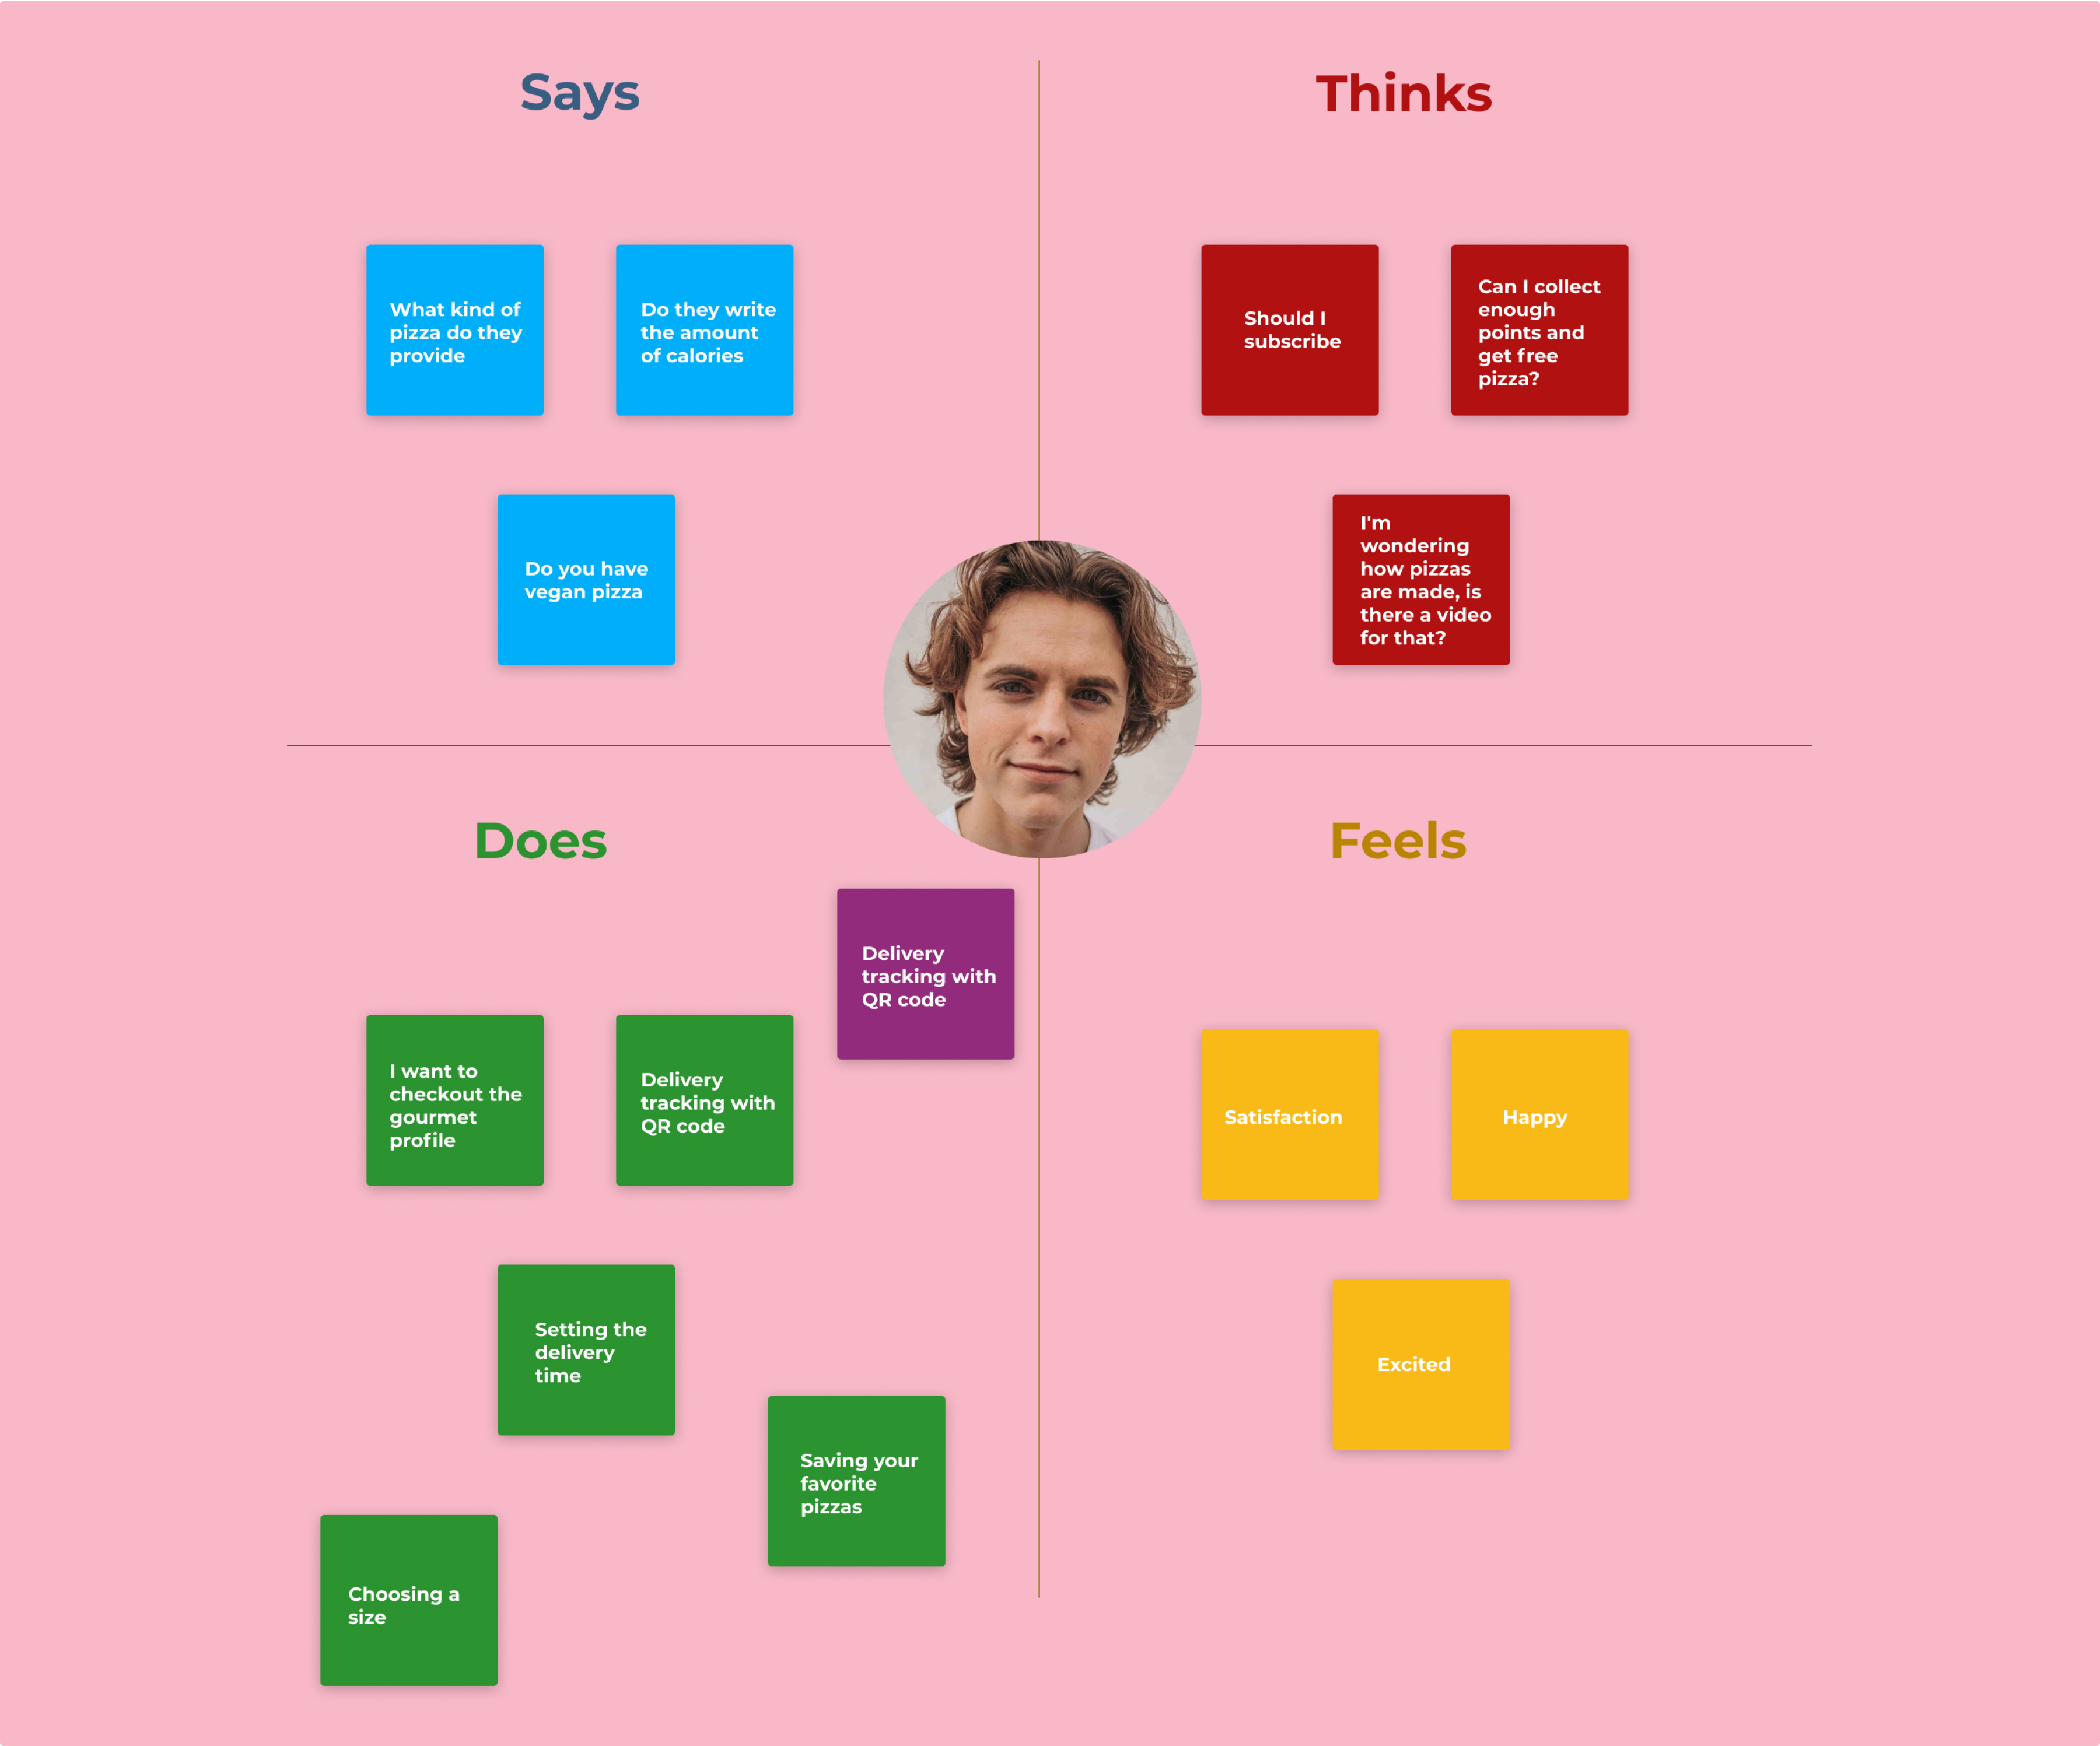 Says
What kind of
pizza do they
provide
Do they write
the amount
of calories
Do you have
vegan pizza
Thinks
Should I
subscribe
Can I collect
enough
points and
get free
pizza?
I'm
wondering
how pizzas
are made, is
there a video
for that?
Does
Delivery
tracking with
QR code
I want to
checkout the
gourmet
profile
Delivery
tracking with
QR code
Setting the
delivery
time
Saving your
favorite
pizzas
Choosing a
size
Feels
Satisfaction
Happy
Excited